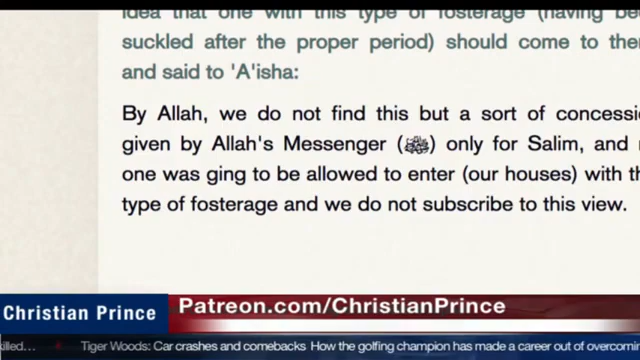 idea that one with this type of fosterage (having be
suckled after the proper period) should come to the
and said to 'A'isha:
By Allah, we do not find this but a sort of concessi
given by Allah's Messenger (ﷺ) only for Salim, and
one was ging to be allowed to enter (our houses) with th
type of fosterage and we do not subscribe to this view.
Patreon.com/ChristianPrince
Christian Prince
killed... Tiger Woods: Car crashes and comebacks How the golfing champion has made a career out of overcomin